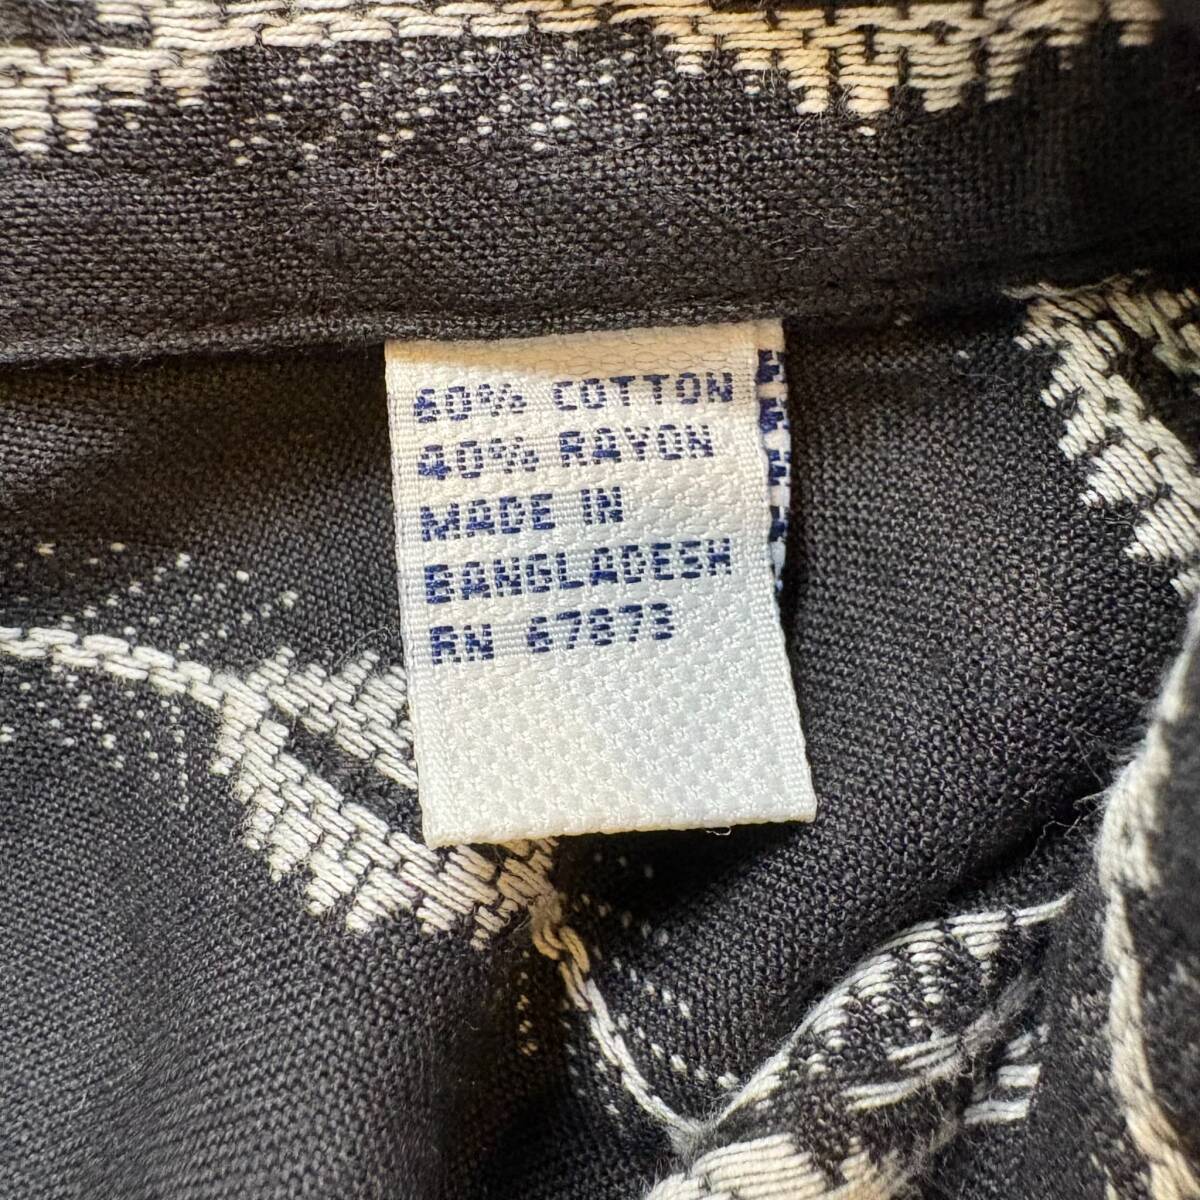 60% COTTON
40% RAYON
MADE IN
BANGLADESH
RN 67873